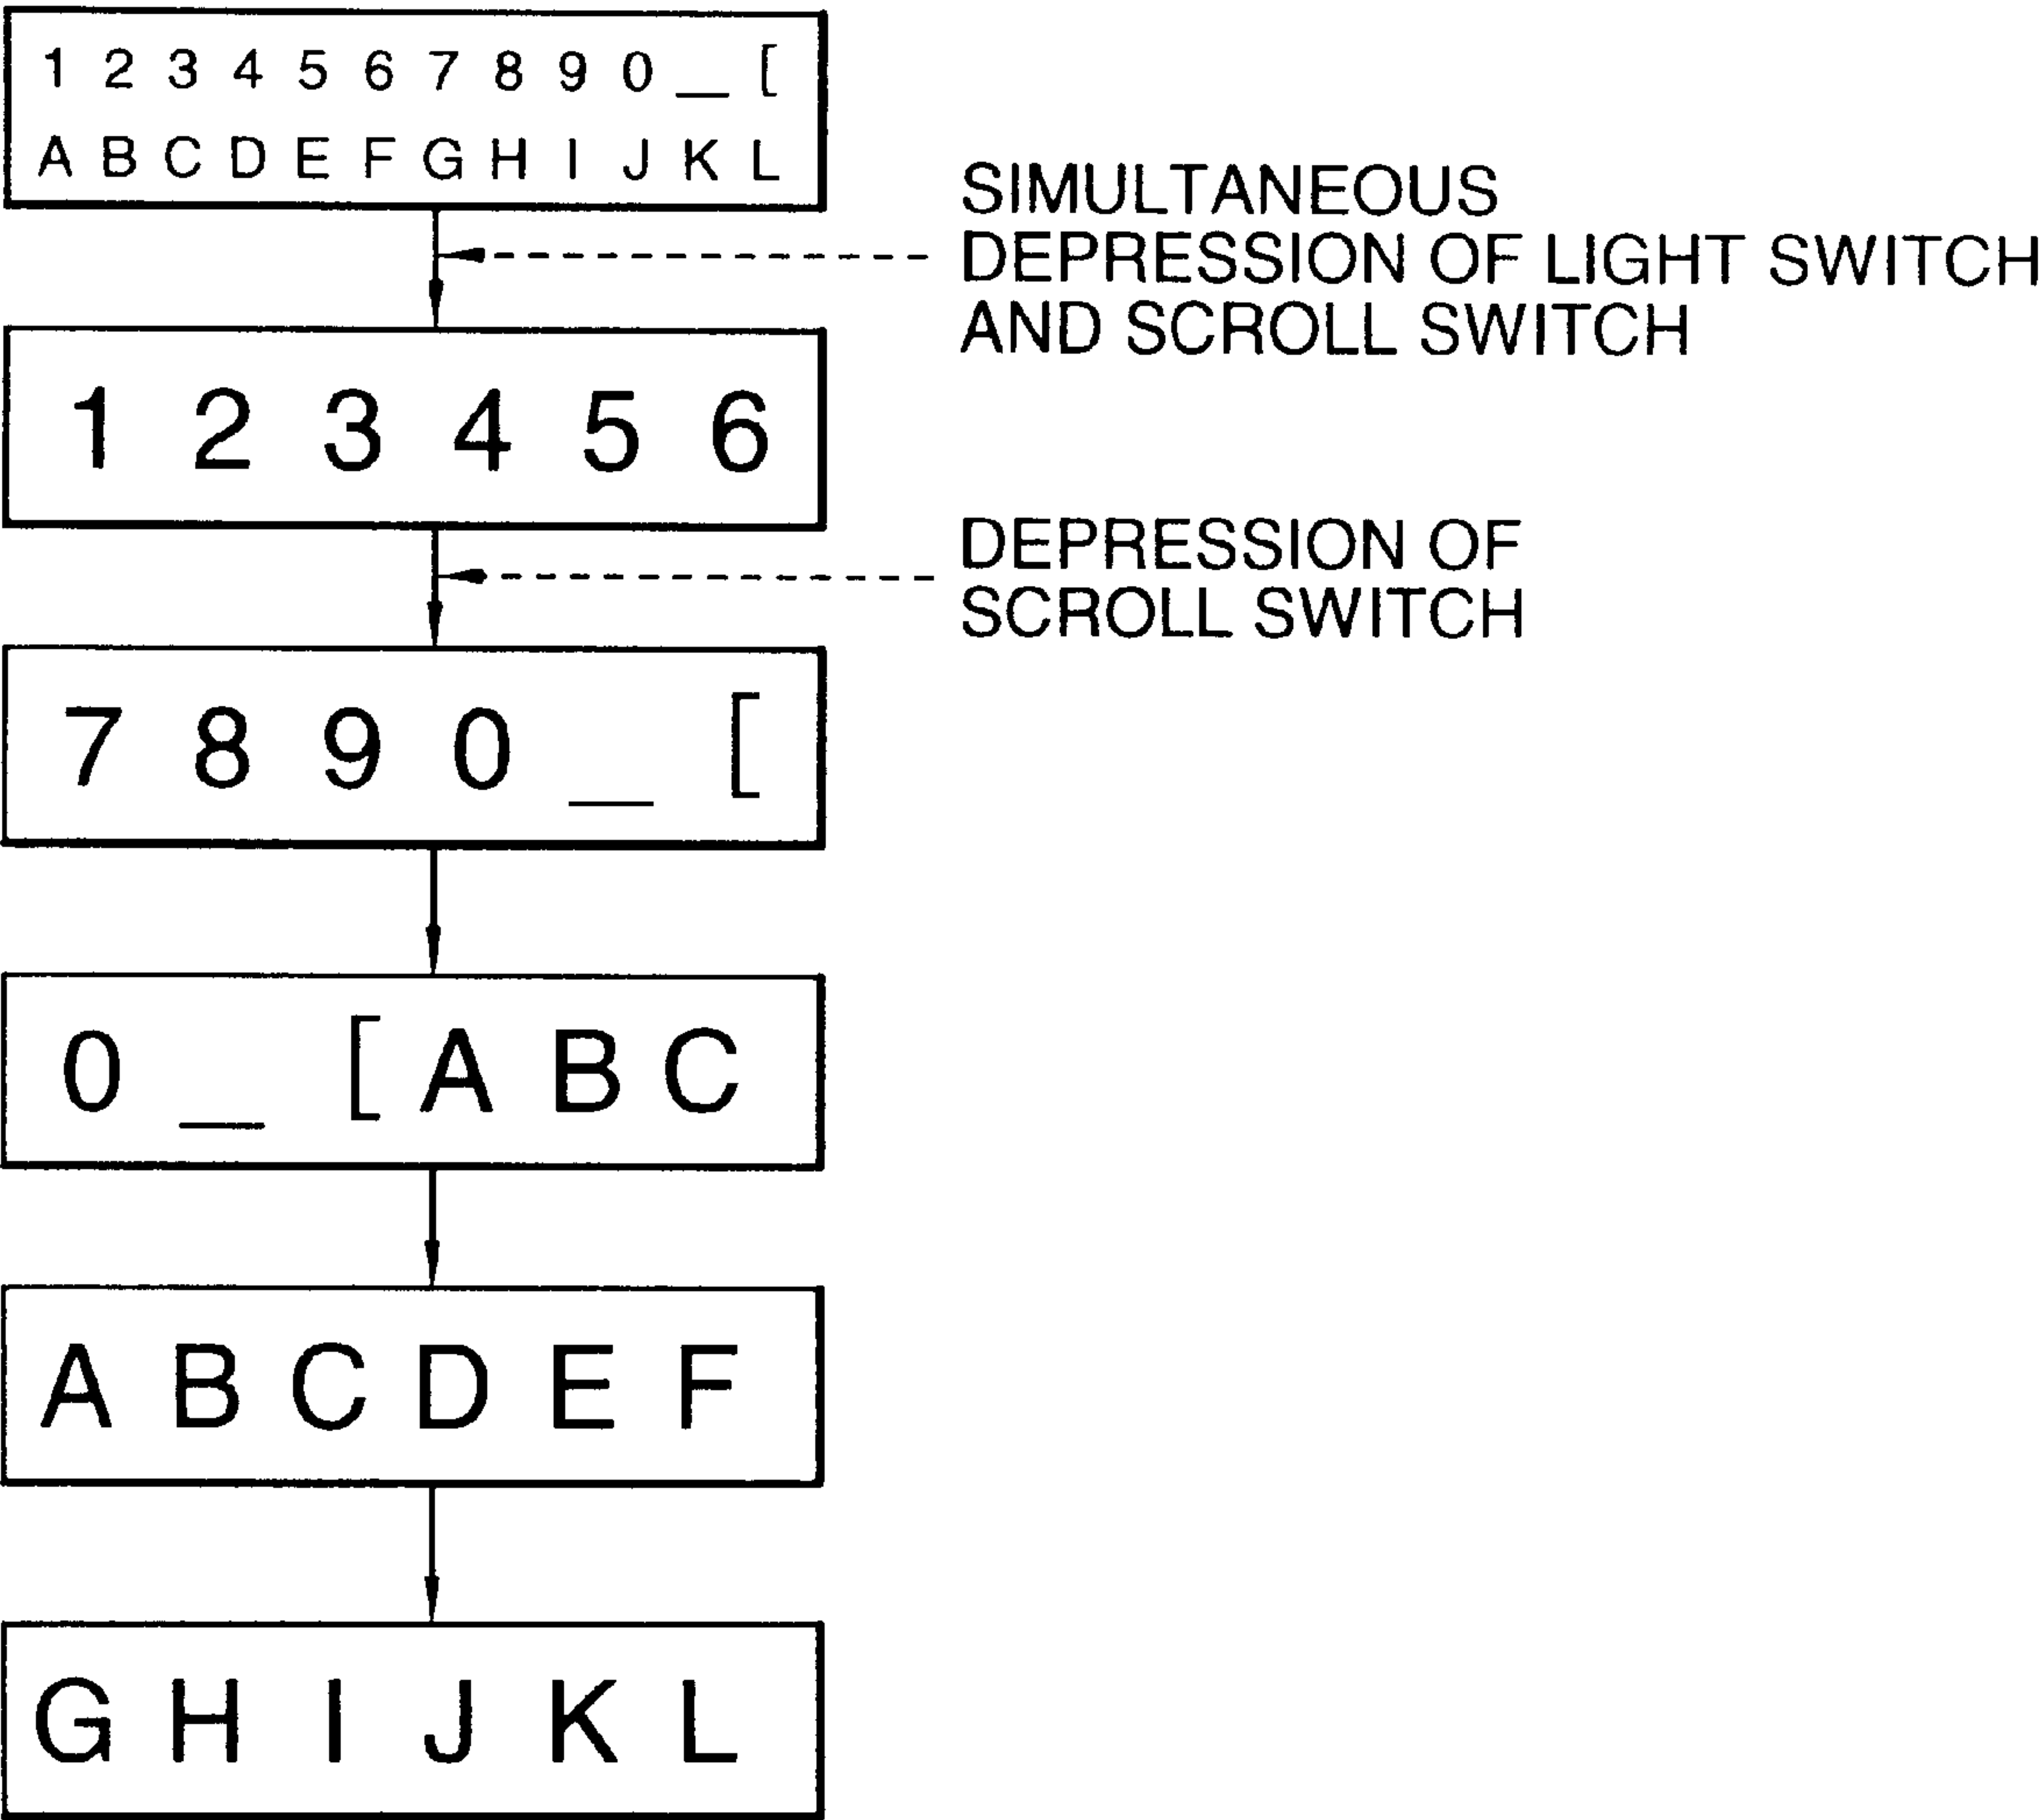 1 2 3 4 5 6 7 8 9 0 _ [
A B C D E F G H I J K L
SIMULTANEOUS
DEPRESSION OF LIGHT SWITCH
AND SCROLL SWITCH
1 2 3 4 5 6
DEPRESSION OF
SCROLL SWITCH
7 8 9 0 _ [
0 _ [ A B C
A B C D E F
G H I J K L